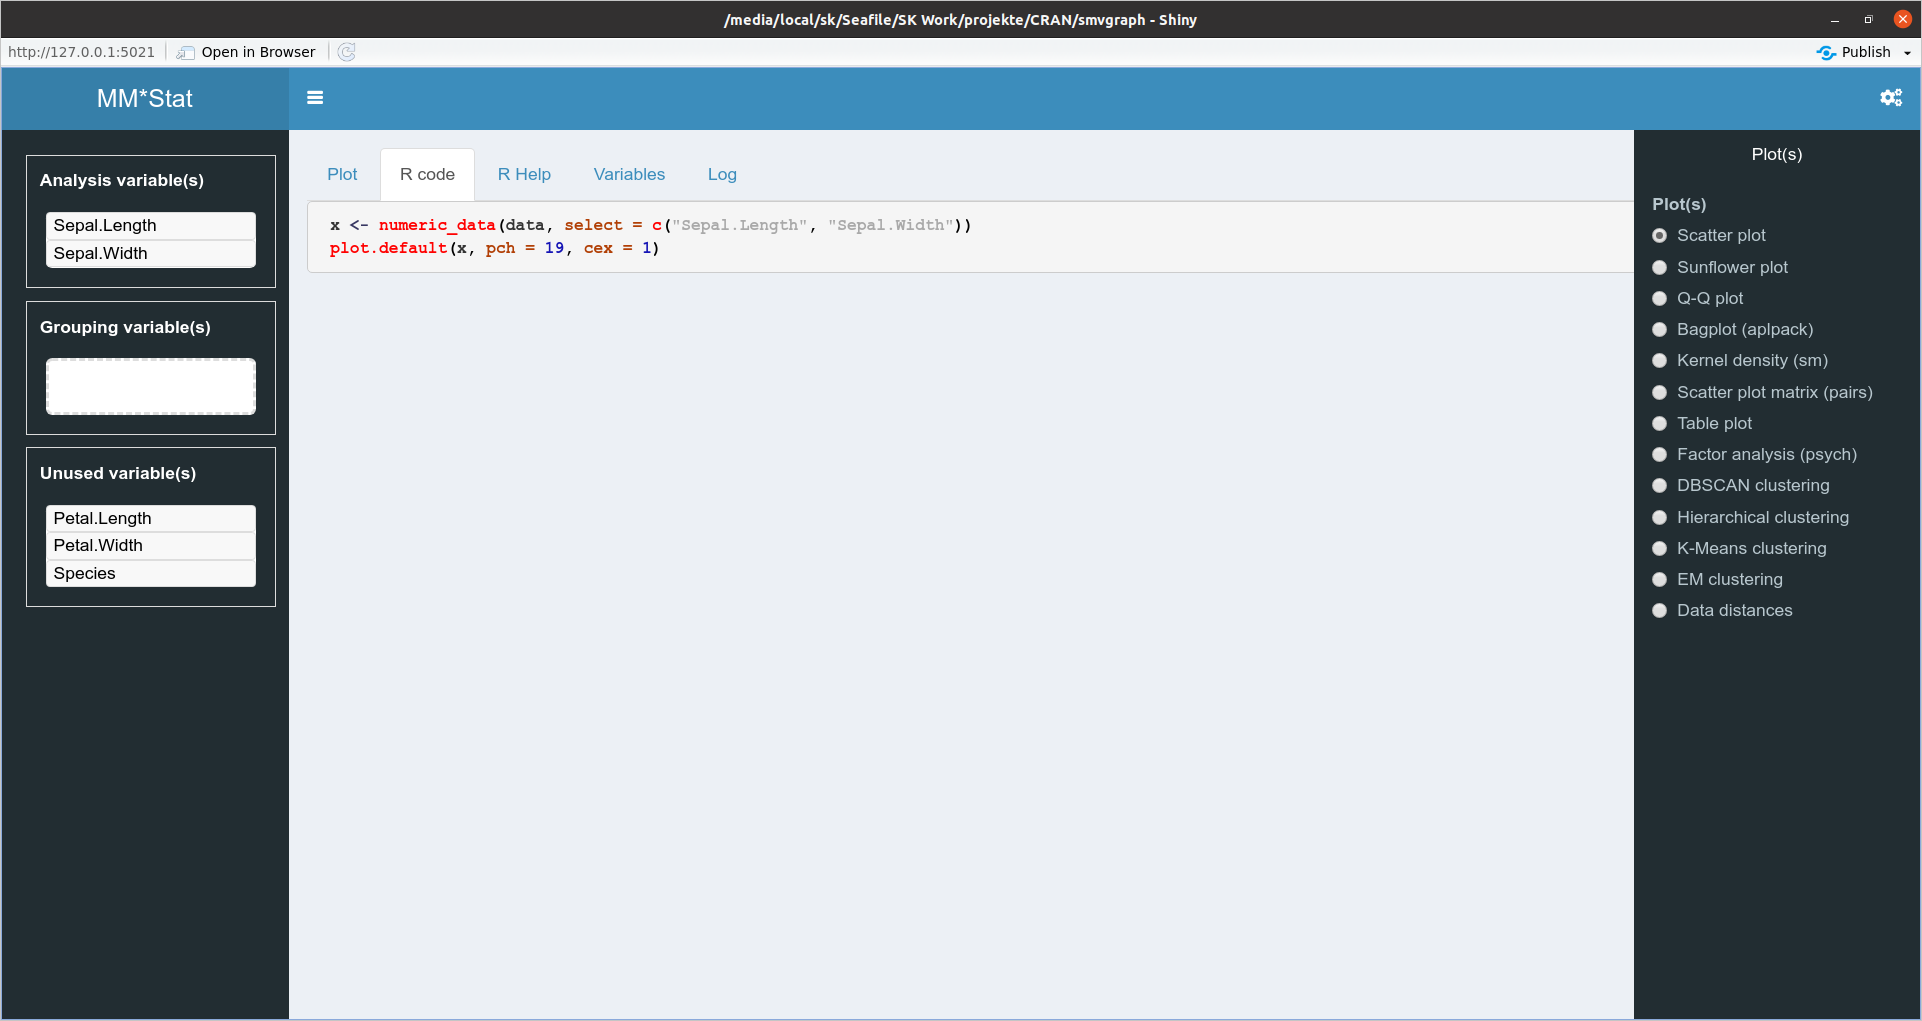 /media/local/sk/Seafile/SK Work/projekte/CRAN/smvgraph - Shiny
http://127.0.0.1:5021 Open in Browser Publish
MM*Stat
Analysis variable(s)
Sepal.Length
Sepal.Width
Grouping variable(s)
Unused variable(s)
Petal.Length
Petal.Width
Species
Plot R code R Help Variables Log
x <- numeric_data(data, select = c("Sepal.Length", "Sepal.Width"))
plot.default(x, pch = 19, cex = 1)
Plot(s)
Plot(s)
Scatter plot
Sunflower plot
Q-Q plot
Bagplot (aplpack)
Kernel density (sm)
Scatter plot matrix (pairs)
Table plot
Factor analysis (psych)
DBSCAN clustering
Hierarchical clustering
K-Means clustering
EM clustering
Data distances